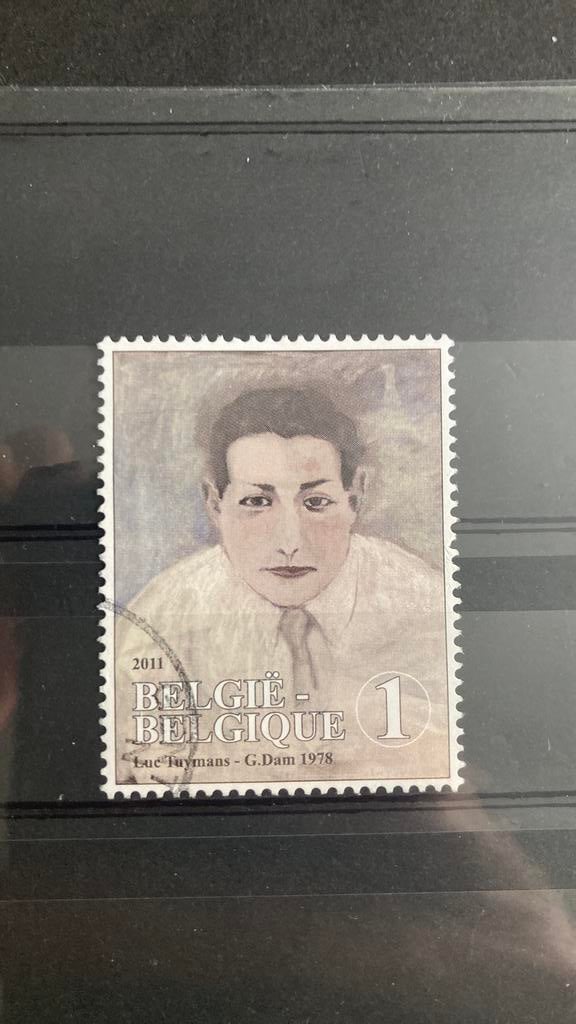 2011
BELGIË -
BELGIQUE
1
Luc Tuymans - G.Dam 1978